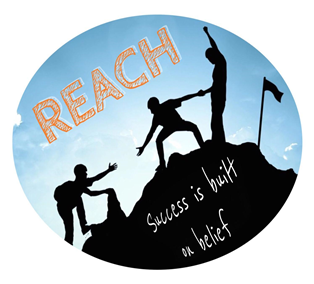 REACH
Success is built
on belief